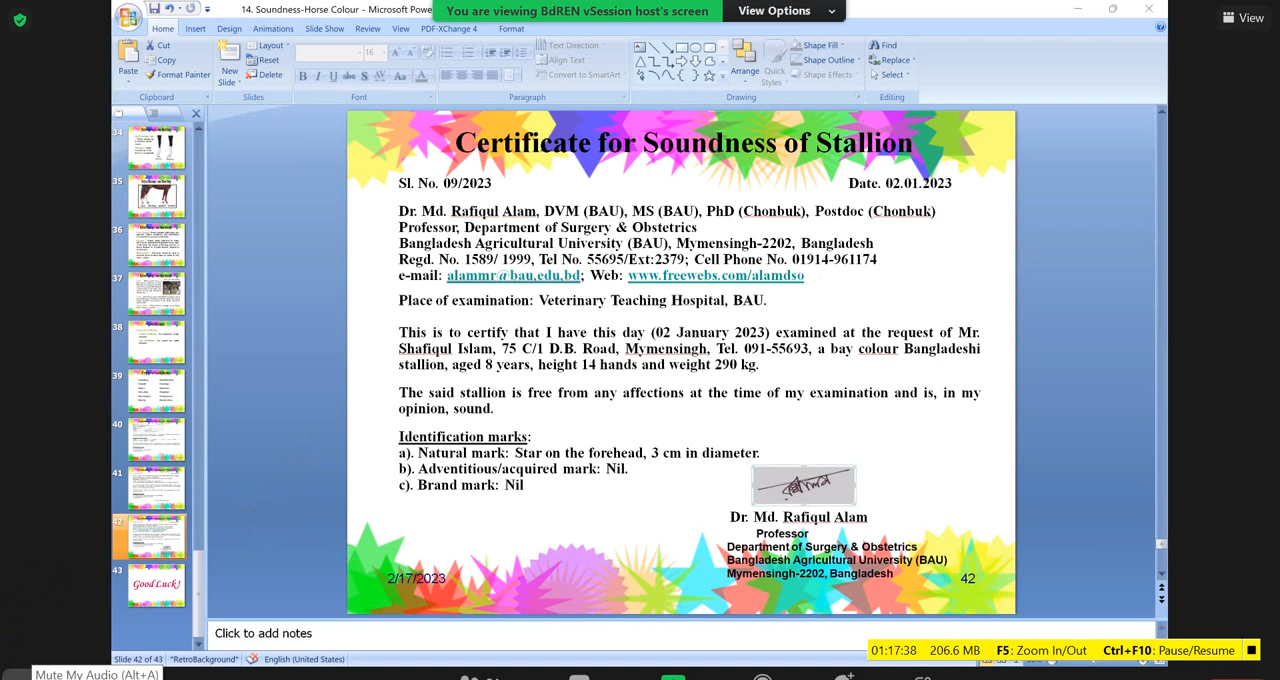 14. Soundness-Horse Colour - Microsoft Powe
You are viewing BdREN vSession host's screen
View Options
View
Home Insert Design Animations Slide Show Review View PDF-XChange 4 Format
Paste
Cut
Copy
Format Painter
Clipboard
New Slide
Layout
Reset
Delete
Slides
16
Font
Text Direction
Align Text
Convert to SmartArt
Paragraph
Arrange
Quick Styles
Shape Fill
Shape Outline
Shape Effects
Drawing
Find
Replace
Select
Editing
34
35
36
37
38
39
40
41
42
43
Good Luck!
Certificate for Soundness of Stallion
Sl. No. 09/2023 Date. 02.01.2023
Dr. Md. Rafiqul Alam, DVM (BAU), MS (BAU), PhD (Chonbuk), Postdoc (Chonbuk)
Professor, Department of Surgery & Obstetrics
Bangladesh Agricultural University (BAU), Mymensingh-2202, Bangladesh
Regd. No. 1589/ 1999, Tel No. 55695/Ext:2379; Cell Phone No. 01914-961174
e-mail: alammr@bau.edu.bd; Web: www.freewebs.com/alamdso
Place of examination: Veterinary Teaching Hospital, BAU.
This is to certify that I have this day (02 January 2023) examined at the request of Mr.
Shafiqul Islam, 75 C/1 D.B Road, Mymensingh, Tel. 091-55693, a bay colour Bangladeshi
stallion, aged 8 years, height 14 hands and weight 290 kg.
The said stallion is free from any affections at the time of my examination and is, in my
opinion, sound.
Identification marks:
a) Natural mark: Star on the forehead, 3 cm in diameter.
b) Adventitious/acquired mark: Nil.
c) Brand mark: Nil
Dr. Md. Rafiqul Alam
Professor
Department of Surgery & Obstetrics
Bangladesh Agricultural University (BAU)
Mymensingh-2202, Bangladesh
2/17/2023 42
Click to add notes
Slide 42 of 43 "RetroBackground" English (United States)
01:17:38 206.6 MB F5: Zoom In/Out Ctrl+F10: Pause/Resume
Mute My Audio (Alt+A)